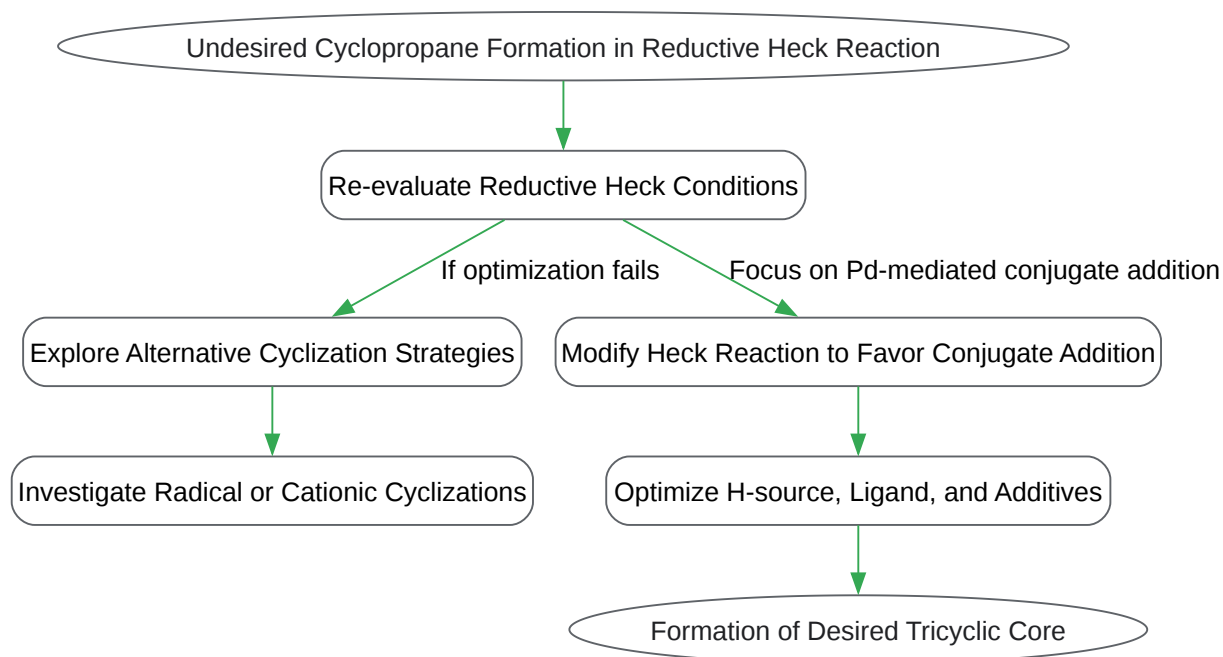 Undesired Cyclopropane Formation in Reductive Heck Reaction
Re-evaluate Reductive Heck Conditions
If optimization fails
Focus on Pd-mediated conjugate addition
Explore Alternative Cyclization Strategies
Modify Heck Reaction to Favor Conjugate Addition
Investigate Radical or Cationic Cyclizations
Optimize H-source, Ligand, and Additives
Formation of Desired Tricyclic Core